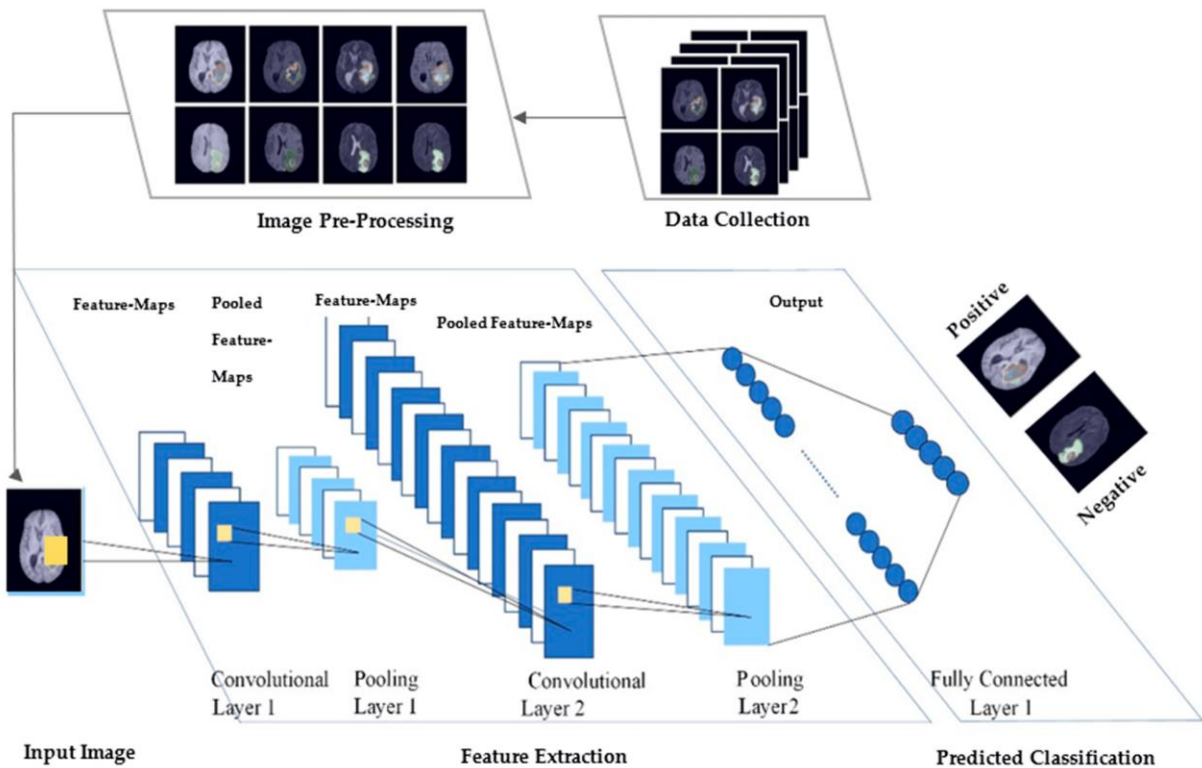 Image Pre-Processing
Data Collection
Feature-Maps
Pooled
Feature-
Maps
Feature-Maps
Pooled Feature-Maps
Output
Positive
Negative
Convolutional
Layer 1
Pooling
Layer 1
Convolutional
Layer 2
Pooling
Layer2
Fully Connected
Layer 1
Input Image
Feature Extraction
Predicted Classification